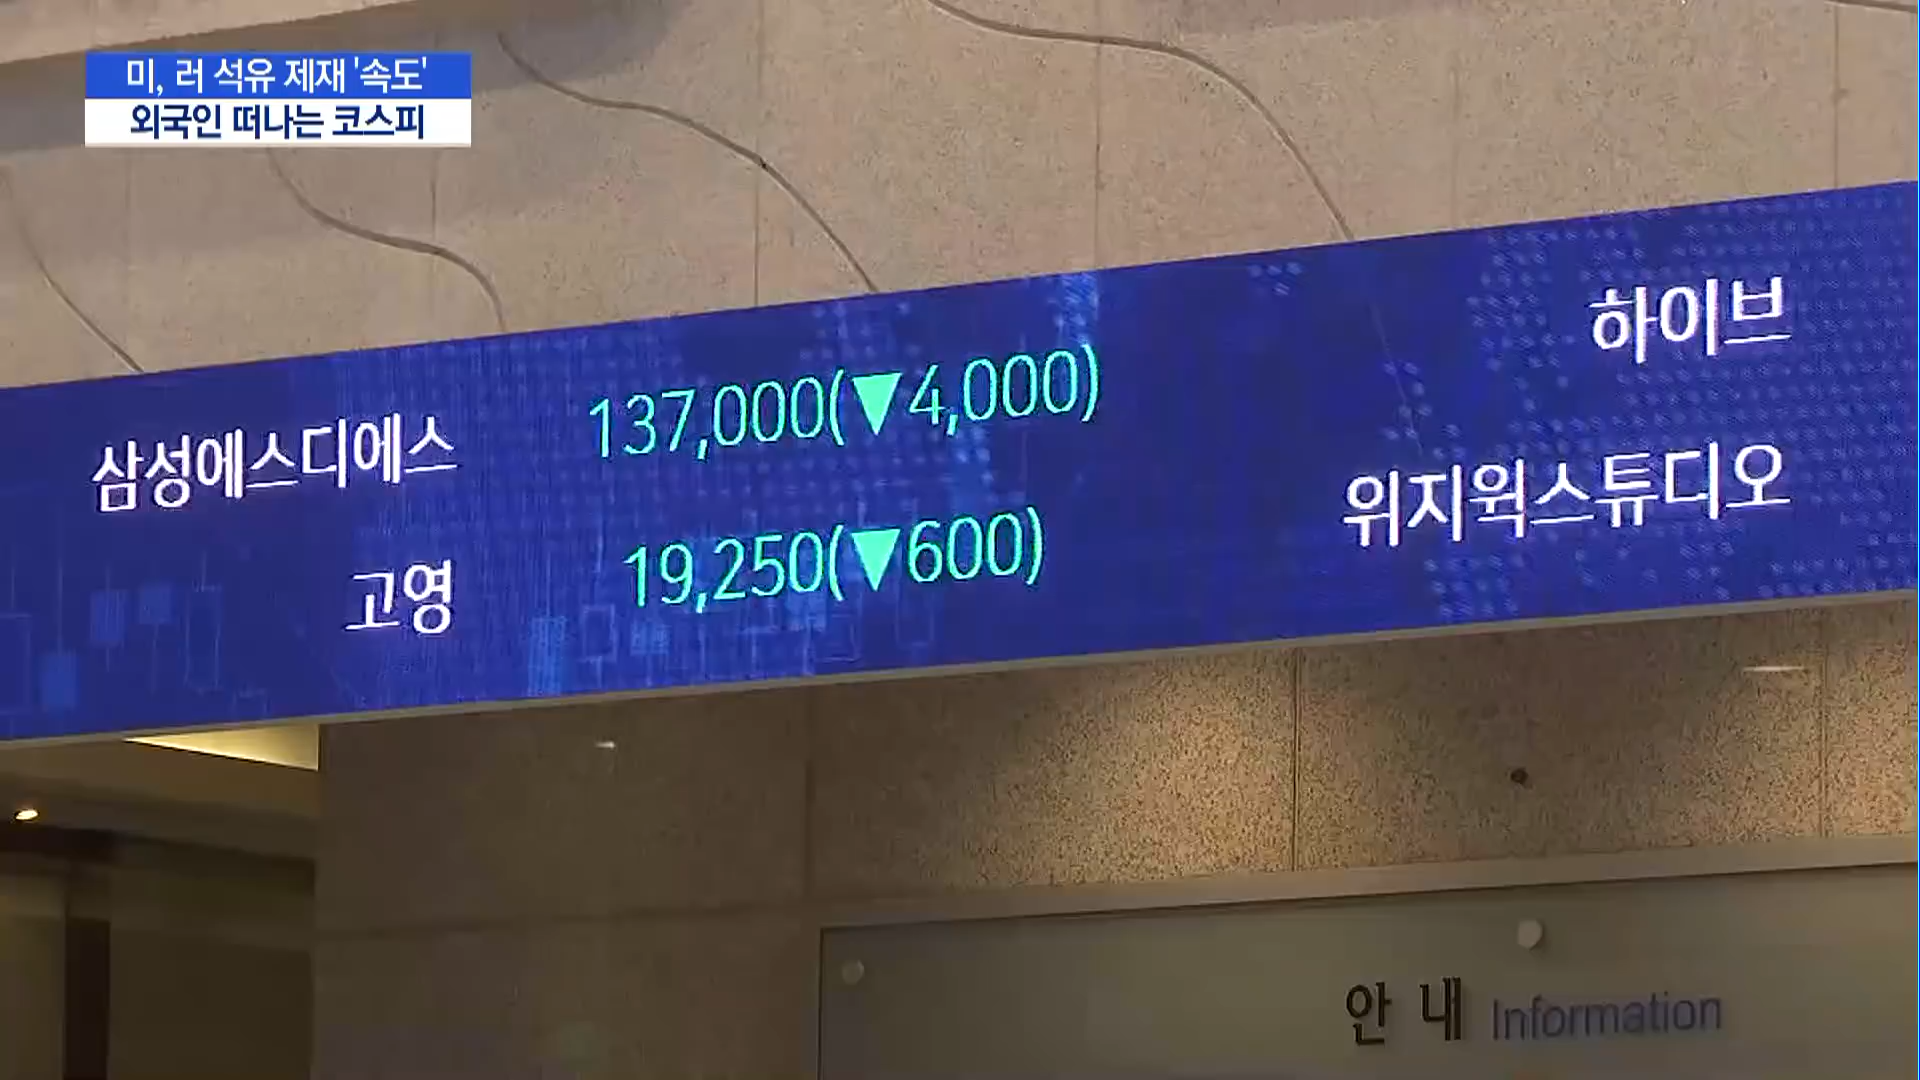 미, 러 석유 제재 '속도'
외국인 떠나는 코스피
삼성에스디에스 137,000(▼4,000) 하이브
고영 19,250(▼600) 위지윅스튜디오
안 내 Information